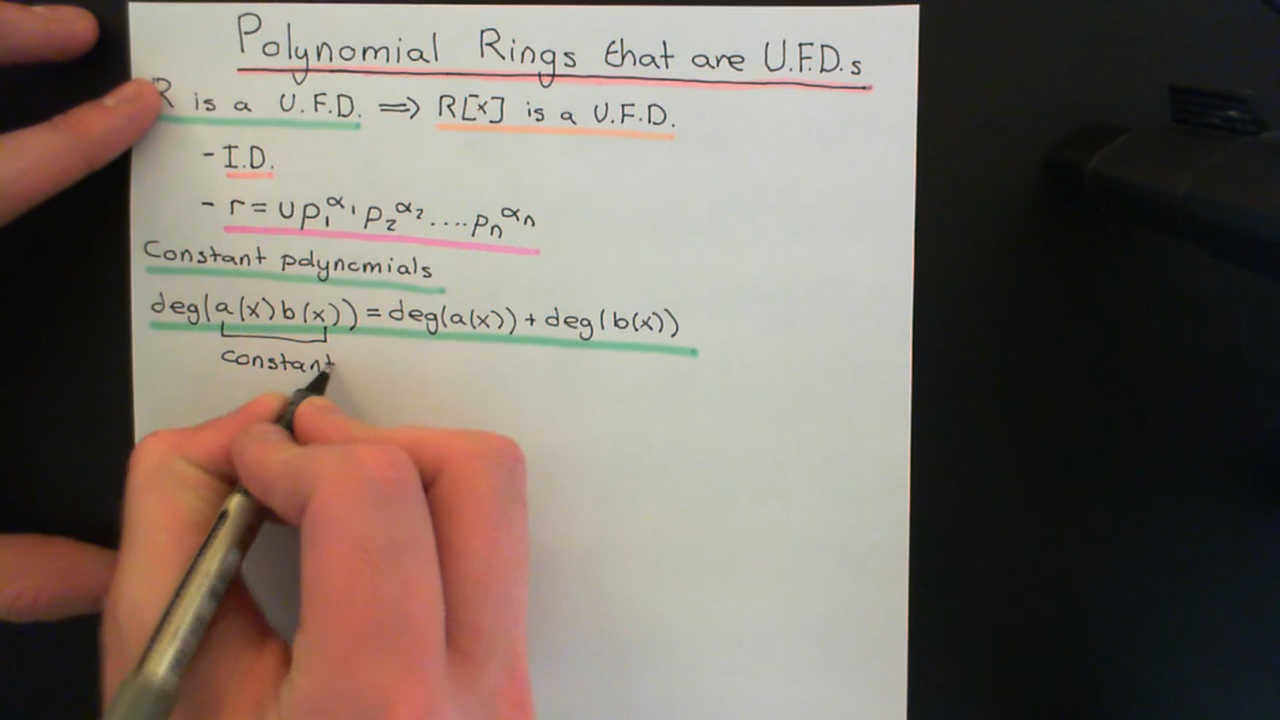 Polynomial Rings that are U.F.D.s
R is a U.F.D. ⟹ R[x] is a U.F.D.
- I.D.
- r = up₁^α₁ p₂^α₂ .... pₙ^αₙ
Constant polynomials
deg(a(x)b(x)) = deg(a(x)) + deg(b(x))
constant